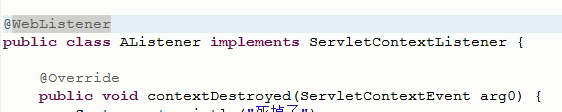 @WebListener
public class AListener implements ServletContextListener {
@Override
public void contextDestroyed(ServletContextEvent arg0) {